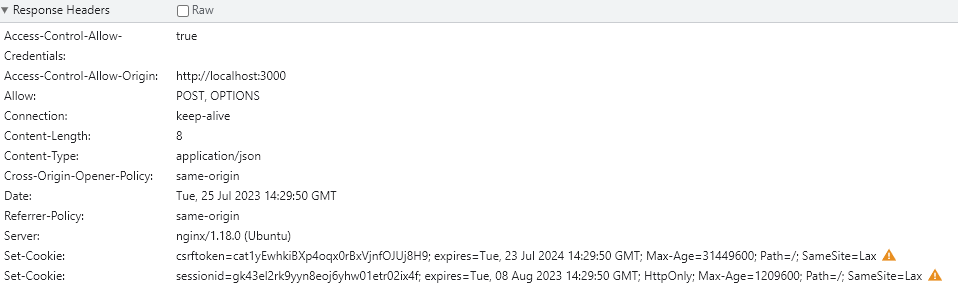 Response Headers Raw
Access-Control-Allow- true
Credentials:
Access-Control-Allow-Origin: http://localhost:3000
Allow: POST, OPTIONS
Connection: keep-alive
Content-Length: 8
Content-Type: application/json
Cross-Origin-Opener-Policy: same-origin
Date: Tue, 25 Jul 2023 14:29:50 GMT
Referrer-Policy: same-origin
Server: nginx/1.18.0 (Ubuntu)
Set-Cookie: csrftoken=cat1yEwhkiBXp4oqx0rBxVjnfOJUj8H9; expires=Tue, 23 Jul 2024 14:29:50 GMT; Max-Age=31449600; Path=/; SameSite=Lax
Set-Cookie: sessionid=gk43el2rk9yyn8eoj6yhw01etr02ix4f; expires=Tue, 08 Aug 2023 14:29:50 GMT; HttpOnly; Max-Age=1209600; Path=/; SameSite=Lax